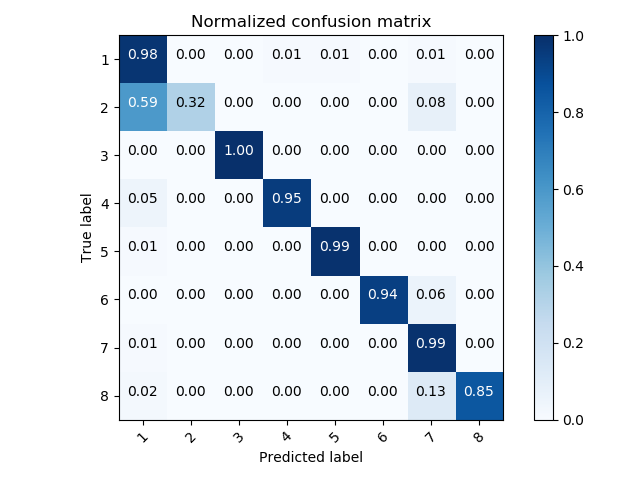 Normalized confusion matrix
True label
1 0.98 0.00 0.00 0.01 0.01 0.00 0.01 0.00
2 0.59 0.32 0.00 0.00 0.00 0.00 0.08 0.00
3 0.00 0.00 1.00 0.00 0.00 0.00 0.00 0.00
4 0.05 0.00 0.00 0.95 0.00 0.00 0.00 0.00
5 0.01 0.00 0.00 0.00 0.99 0.00 0.00 0.00
6 0.00 0.00 0.00 0.00 0.00 0.94 0.06 0.00
7 0.01 0.00 0.00 0.00 0.00 0.00 0.99 0.00
8 0.02 0.00 0.00 0.00 0.00 0.00 0.13 0.85
1 2 3 4 5 6 7 8
Predicted label
1.0
0.8
0.6
0.4
0.2
0.0